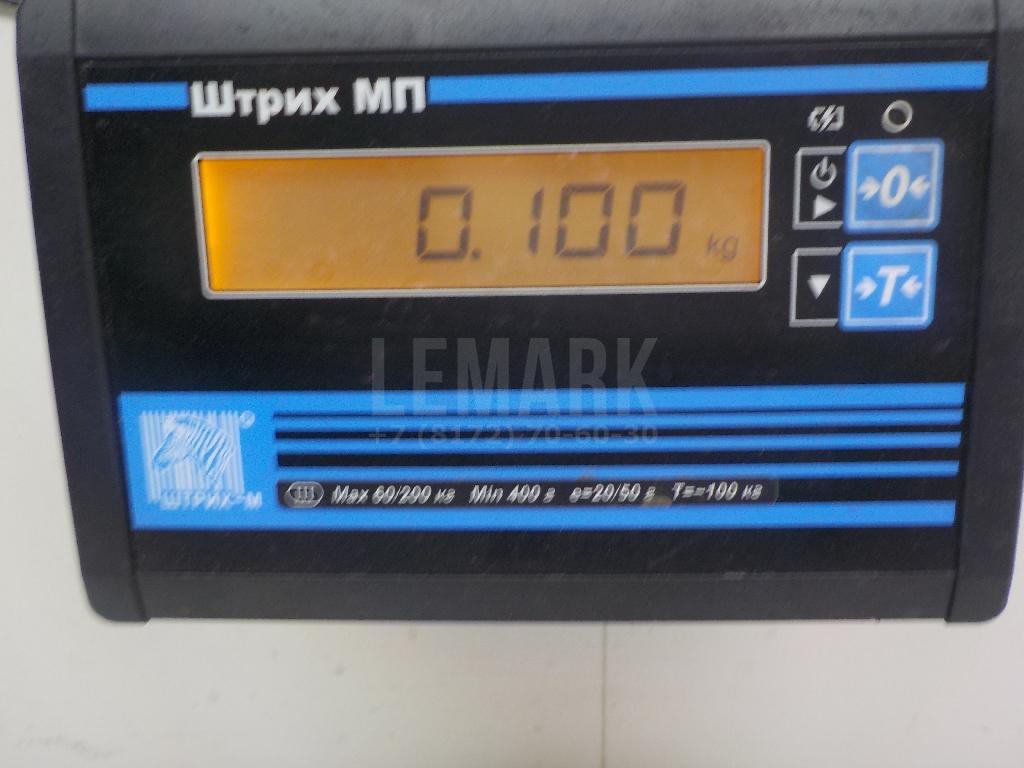 Штрих МП
0.100 kg
→0←
→T←
LEMARK
+7 (8172) 70-60-30
ШТРИХ-М
III Max 60/200 кг Min 400 г e=20/50 г T=-100 кг